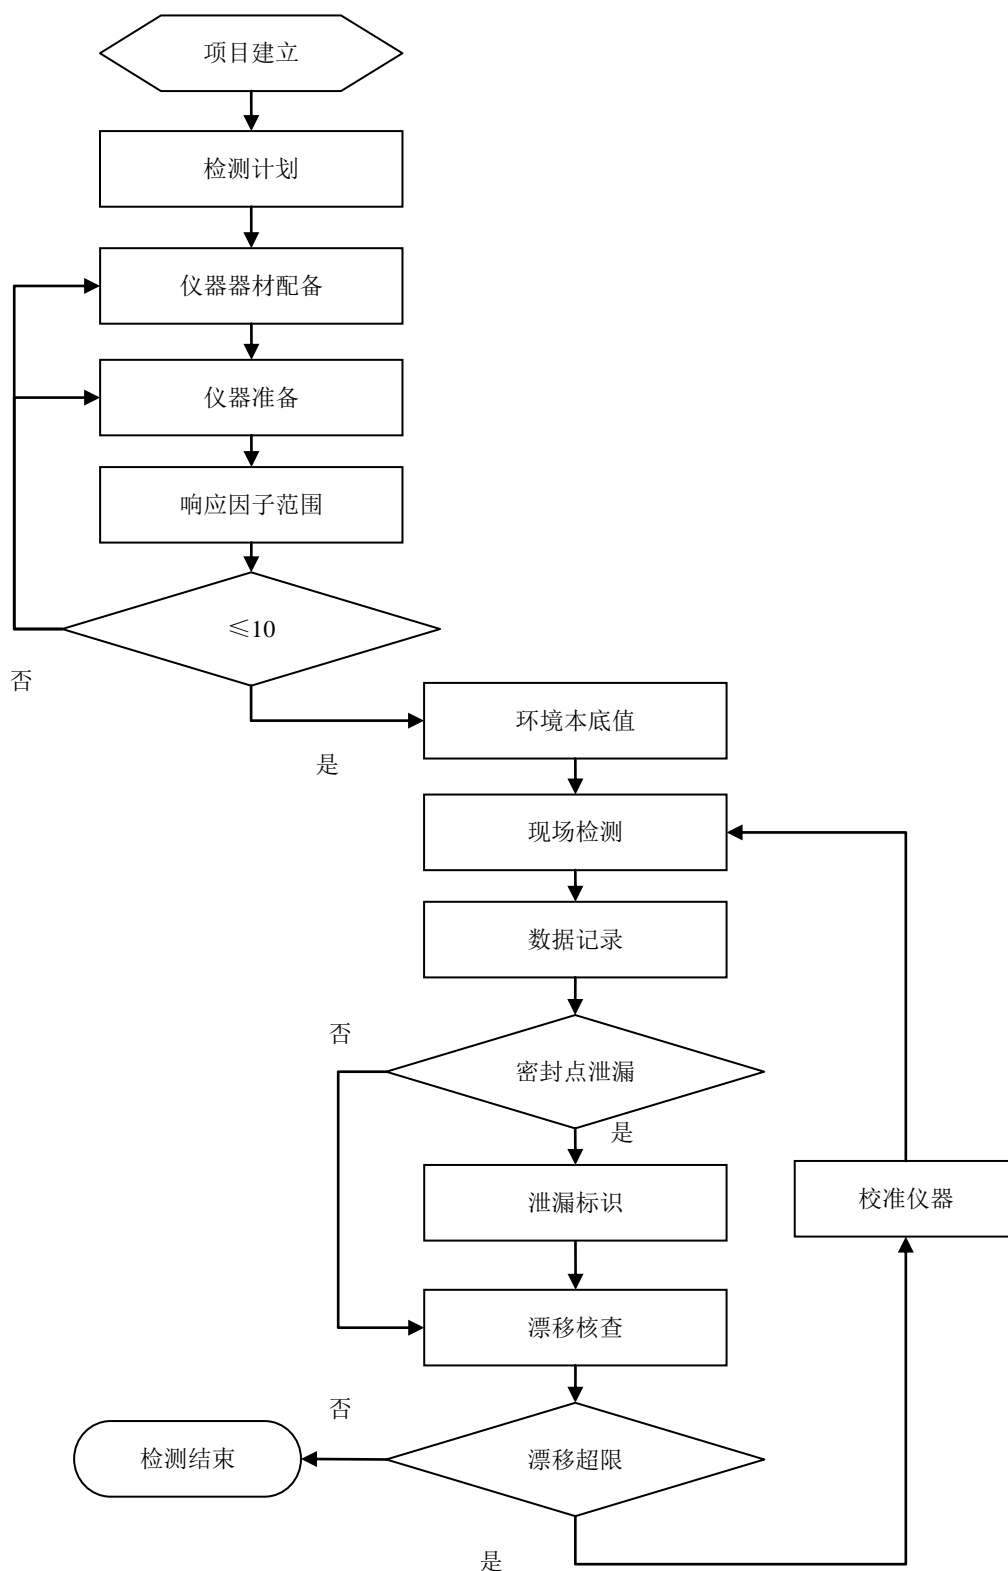 项目建立
检测计划
仪器器材配备
仪器准备
响应因子范围
≤10
否
环境本底值
是
现场检测
数据记录
否
密封点泄漏
是
泄漏标识
校准仪器
漂移核查
否
检测结束
漂移超限
是